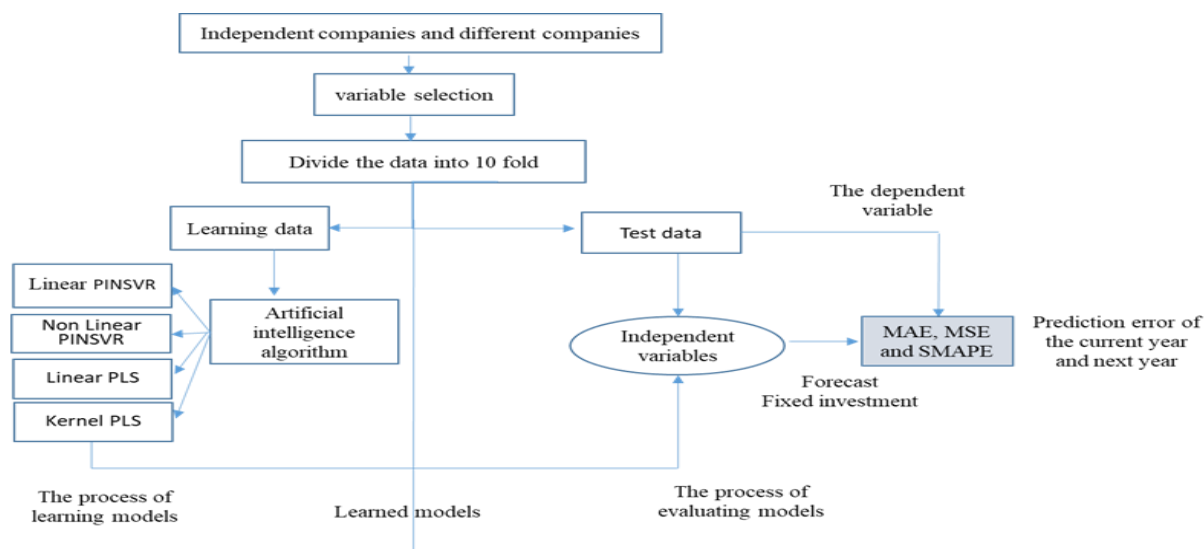 Independent companies and different companies
variable selection
Divide the data into 10 fold
The dependent
variable
Learning data
Test data
Linear PINSVR
Non Linear
PINSVR
Linear PLS
Kernel PLS
Artificial
intelligence
algorithm
Independent
variables
MAE, MSE
and SMAPE
Prediction error of
the current year
and next year
Forecast
Fixed investment
The process of
learning models
Learned models
The process of
evaluating models